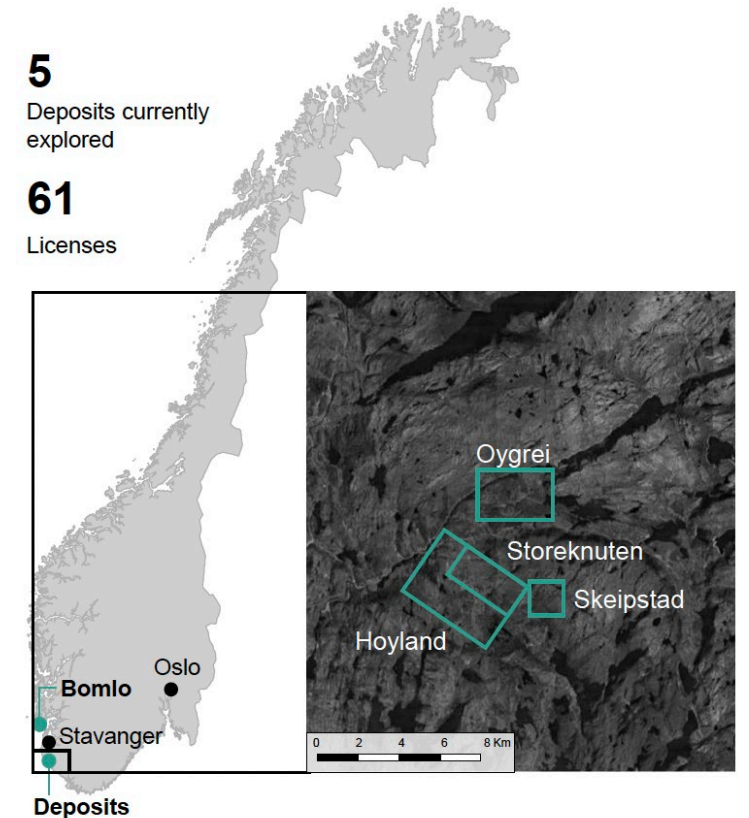 5
Deposits currently
explored
61
Licenses
Oygrei
Storeknuten
Skeipstad
Hoyland
Oslo
Bomlo
Stavanger
0 2 4 6 8 Km
Deposits